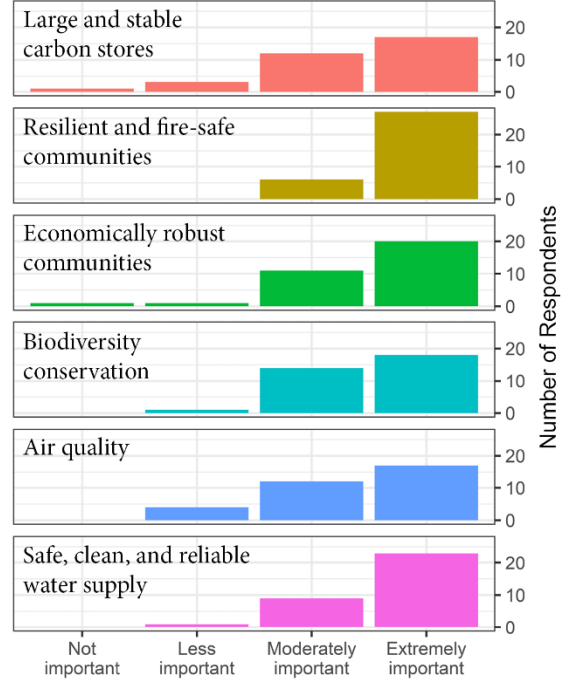 Large and stable
carbon stores
20
10
0
Resilient and fire-safe
communities
20
10
0
Economically robust
communities
20
10
0
Biodiversity
conservation
20
10
0
Air quality
20
10
0
Safe, clean, and reliable
water supply
20
10
0
Number of Respondents
Not
important
Less
important
Moderately
important
Extremely
important